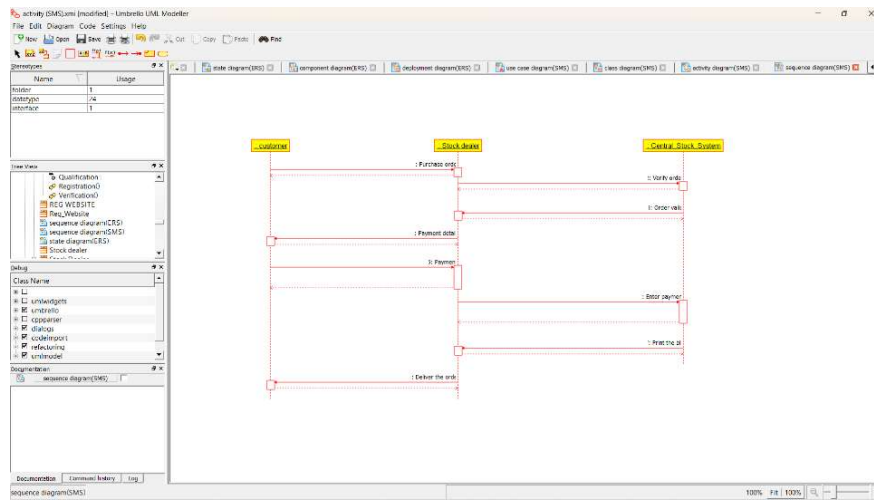 activity (SMS).xmi [modified] - Umbrello UML Modeller
File Edit Diagram Code Settings Help
New Open Save Cut Copy Paste Find
Stereotypes
state diagram(ERS) component diagram(ERS) deployment diagram(ERS) use case diagram(SMS) class diagram(SMS) activity diagram(SMS) sequence diagram(SMS)
Name Usage
folder 1
datatype 74
interface 1
_customer _Stock dealer _Central_Stock_System
: Purchase orde
: Verify orde
: Order valid
: Payment detai
: Paymen
: Enter paymen
: Print the bi
: Deliver the orde
Tree View
Qualification
Registration()
Verification()
REG WEBSITE
Reg_Website
sequence diagram(ERS)
sequence diagram(SMS)
state diagram(ERS)
Stock dealer
Debug
Class Name
umlwidgets
umbrello
cppparser
dialogs
codeimport
refactoring
umlmodel
Documentation
sequence diagram(SMS)
Documentation Command history Log
sequence diagram(SMS)
100% Fit 100%